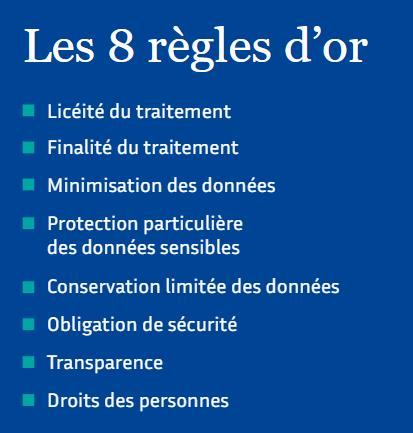 Les 8 règles d’or
Licéité du traitement
Finalité du traitement
Minimisation des données
Protection particulière
des données sensibles
Conservation limitée des données
Obligation de sécurité
Transparence
Droits des personnes